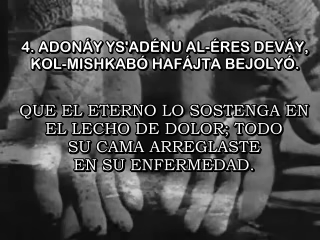 4. ADONÁY YS'ADÉNU AL-ÉRES DEVÁY,
KOL-MISHKABÓ HAFÁJTA BEJOLYÓ.
QUE EL ETERNO LO SOSTENGA EN
EL LECHO DE DOLOR; TODO
SU CAMA ARREGLASTE
EN SU ENFERMEDAD.